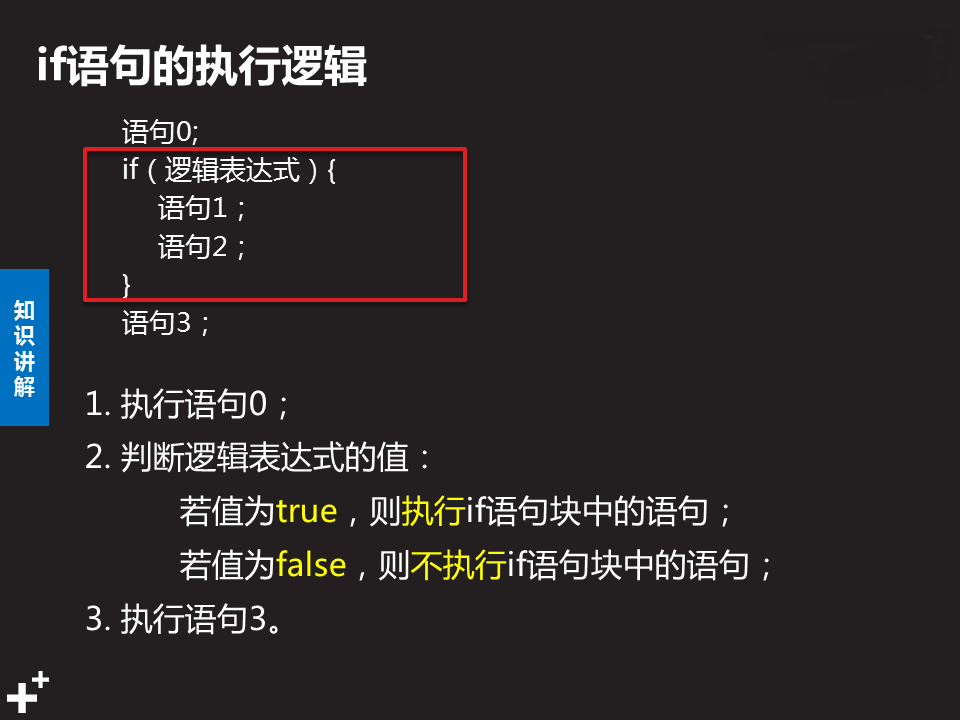 if语句的执行逻辑
语句0;
if（逻辑表达式）{
语句1；
语句2；
}
语句3；
知识讲解
1. 执行语句0；
2. 判断逻辑表达式的值：
若值为true，则执行if语句块中的语句；
若值为false，则不执行if语句块中的语句；
3. 执行语句3。